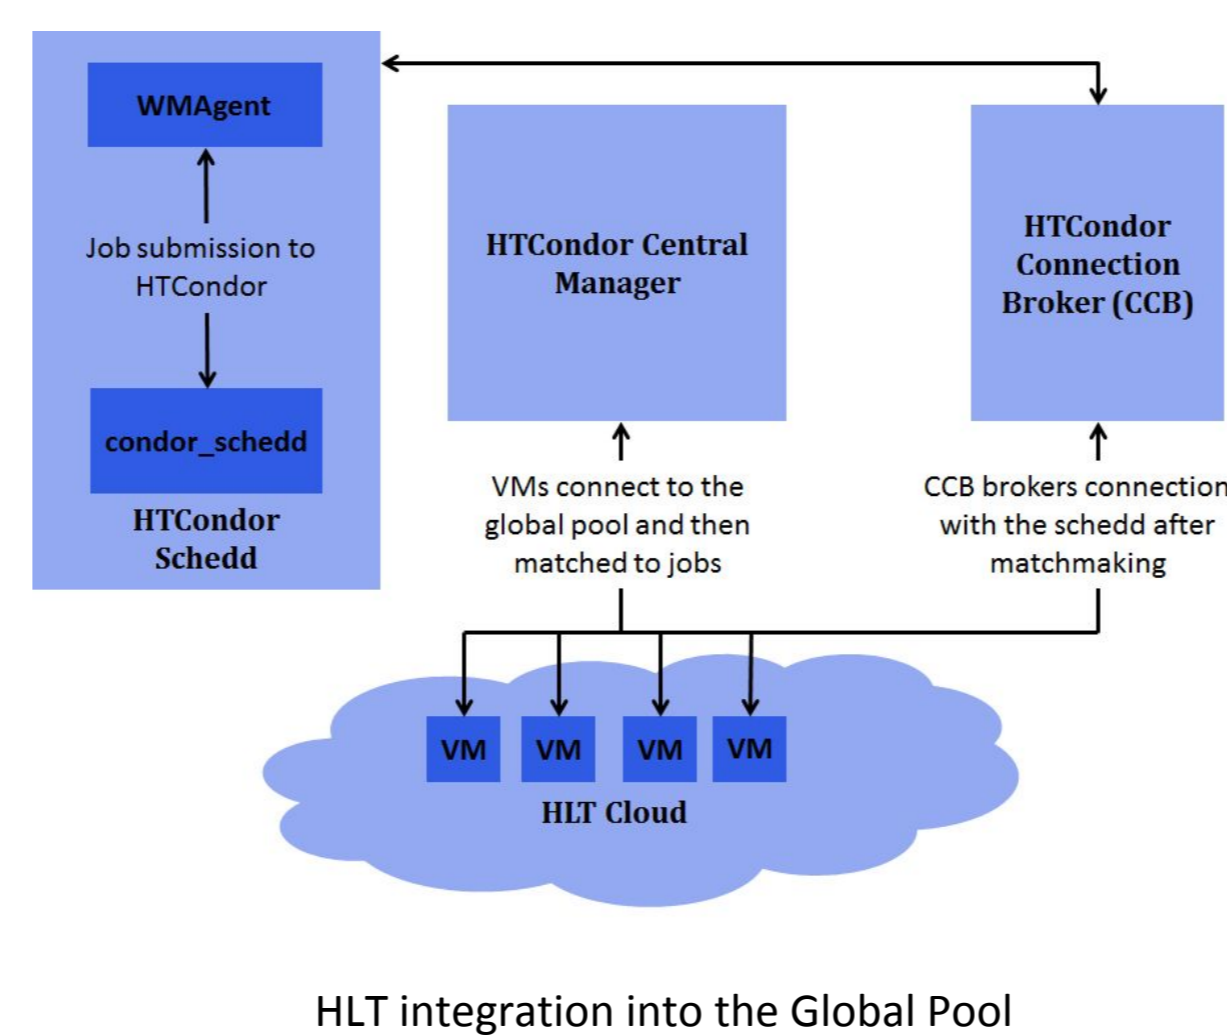 WMAgent
Job submission to
HTCondor
condor_schedd
HTCondor
Schedd
HTCondor Central
Manager
HTCondor
Connection
Broker (CCB)
VMs connect to the
global pool and then
matched to jobs
CCB brokers connection
with the schedd after
matchmaking
VM VM VM VM
HLT Cloud
HLT integration into the Global Pool